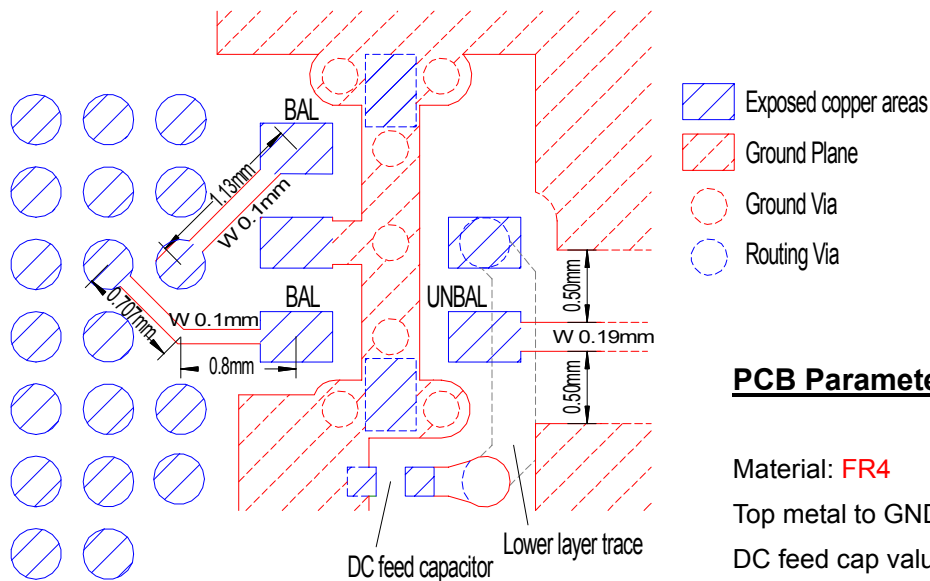 BAL
1.13mm
W 0.1mm
0.707mm
W 0.1mm
BAL
0.8mm
UNBAL
0.50mm
W 0.19mm
0.50mm
DC feed capacitor
Lower layer trace
Exposed copper areas
Ground Plane
Ground Via
Routing Via
PCB Paramete
Material: FR4
Top metal to GND
DC feed cap valu